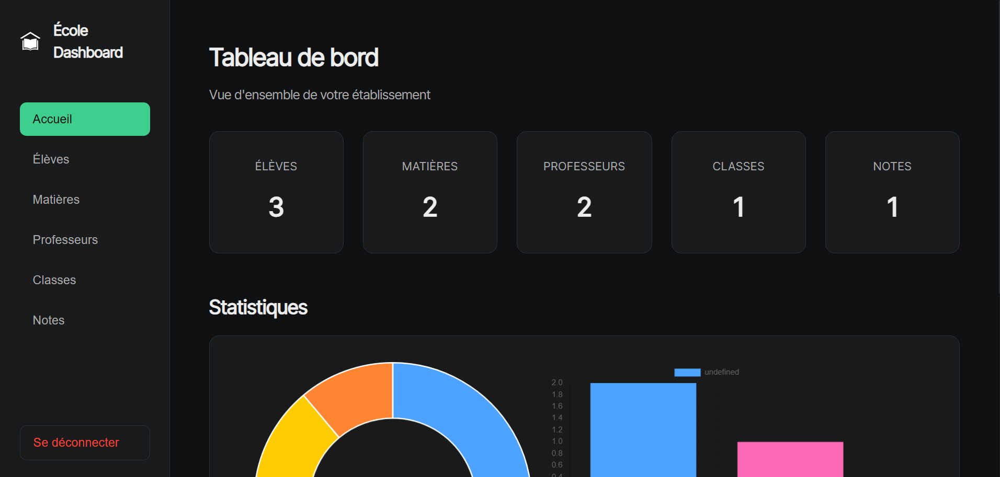 École
Dashboard
Accueil
Élèves
Matières
Professeurs
Classes
Notes
Se déconnecter
Tableau de bord
Vue d'ensemble de votre établissement
ÉLÈVES
3
MATIÈRES
2
PROFESSEURS
2
CLASSES
1
NOTES
1
Statistiques
undefined
2.0
1.8
1.6
1.4
1.2
1.0
0.8
0.6
0.4